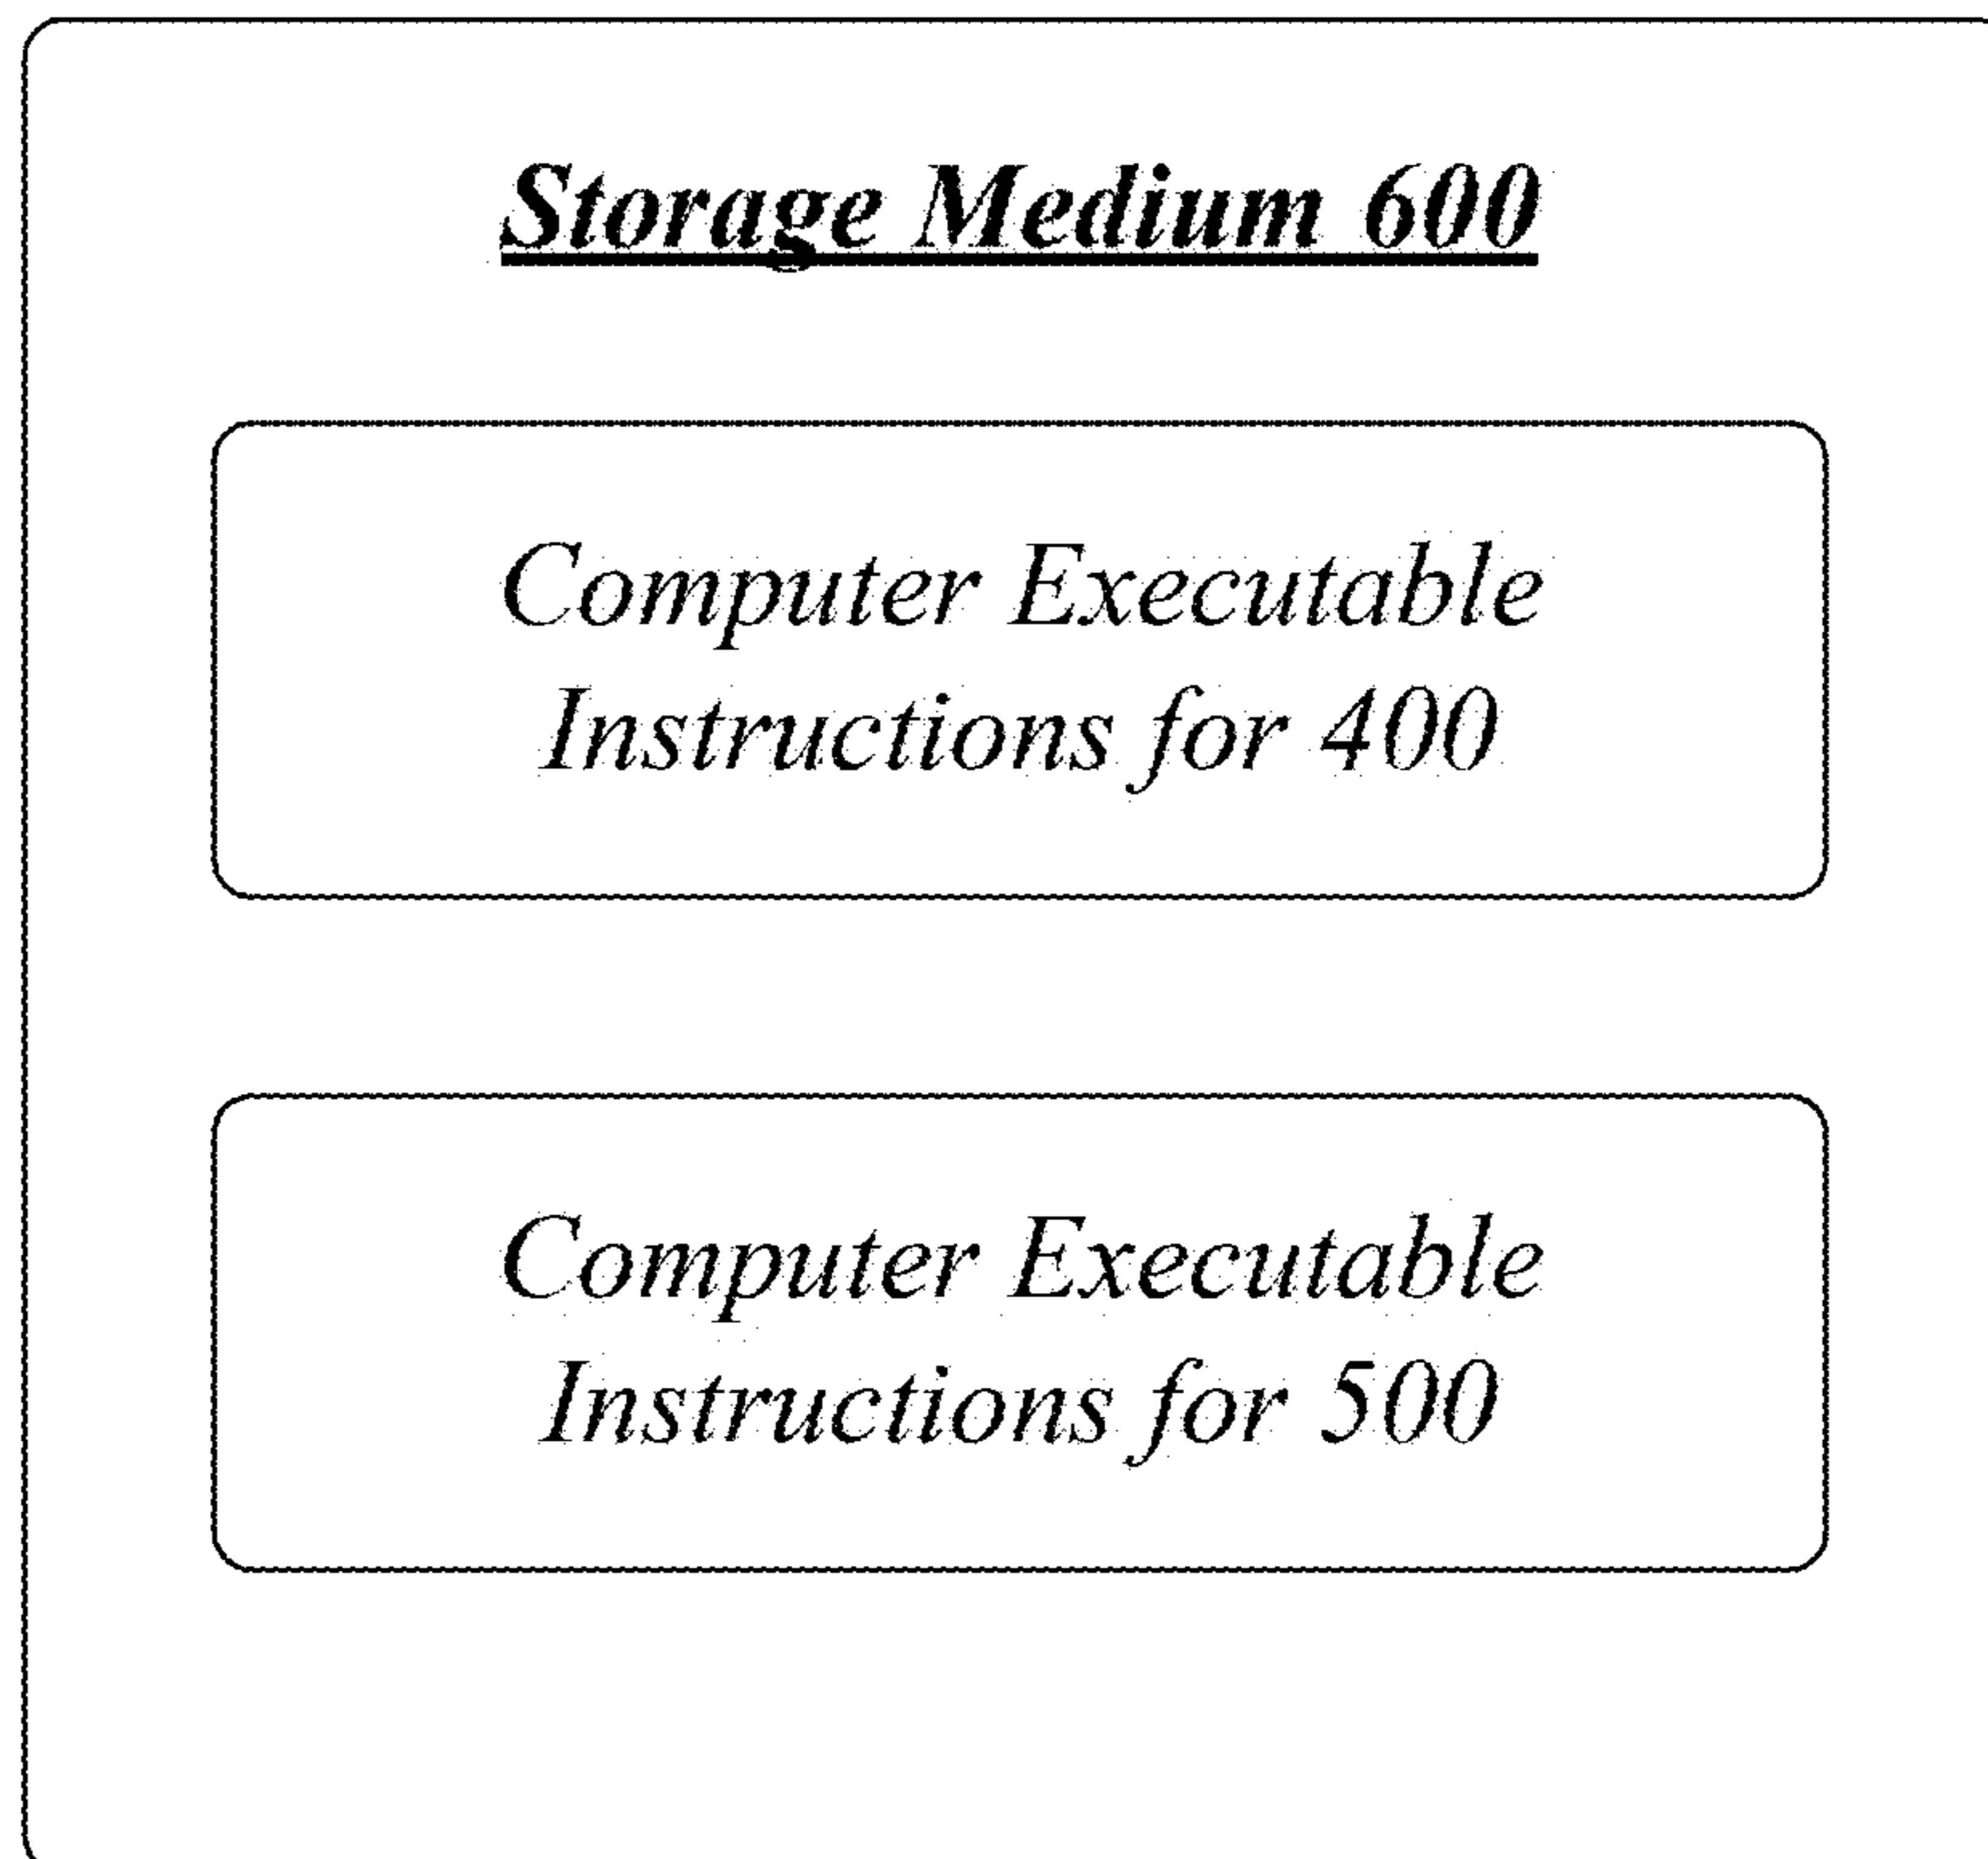 Storage Medium 600
Computer Executable
Instructions for 400
Computer Executable
Instructions for 500